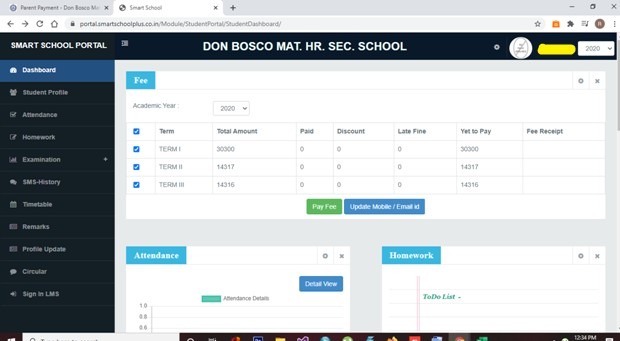 Parent Payment - Don Bosco Mat
Smart School
portal.smartschoolplus.co.in/Module/StudentPortal/StudentDashboard/
SMART SCHOOL PORTAL
DON BOSCO MAT. HR. SEC. SCHOOL
2020
Dashboard
Student Profile
Attendance
Homework
Examination +
SMS-History
Timetable
Remarks
Profile Update
Circular
Sign In LMS
Fee
Academic Year :
2020
Term Total Amount Paid Discount Late Fine Yet to Pay Fee Receipt
TERM I 30300 0 0 0 30300
TERM II 14317 0 0 0 14317
TERM III 14316 0 0 0 14316
Pay Fee Update Mobile / Email id
Attendance
Detail View
Attendance Details
1.0
0.8
0.6
Homework
ToDo List -
12:34 PM